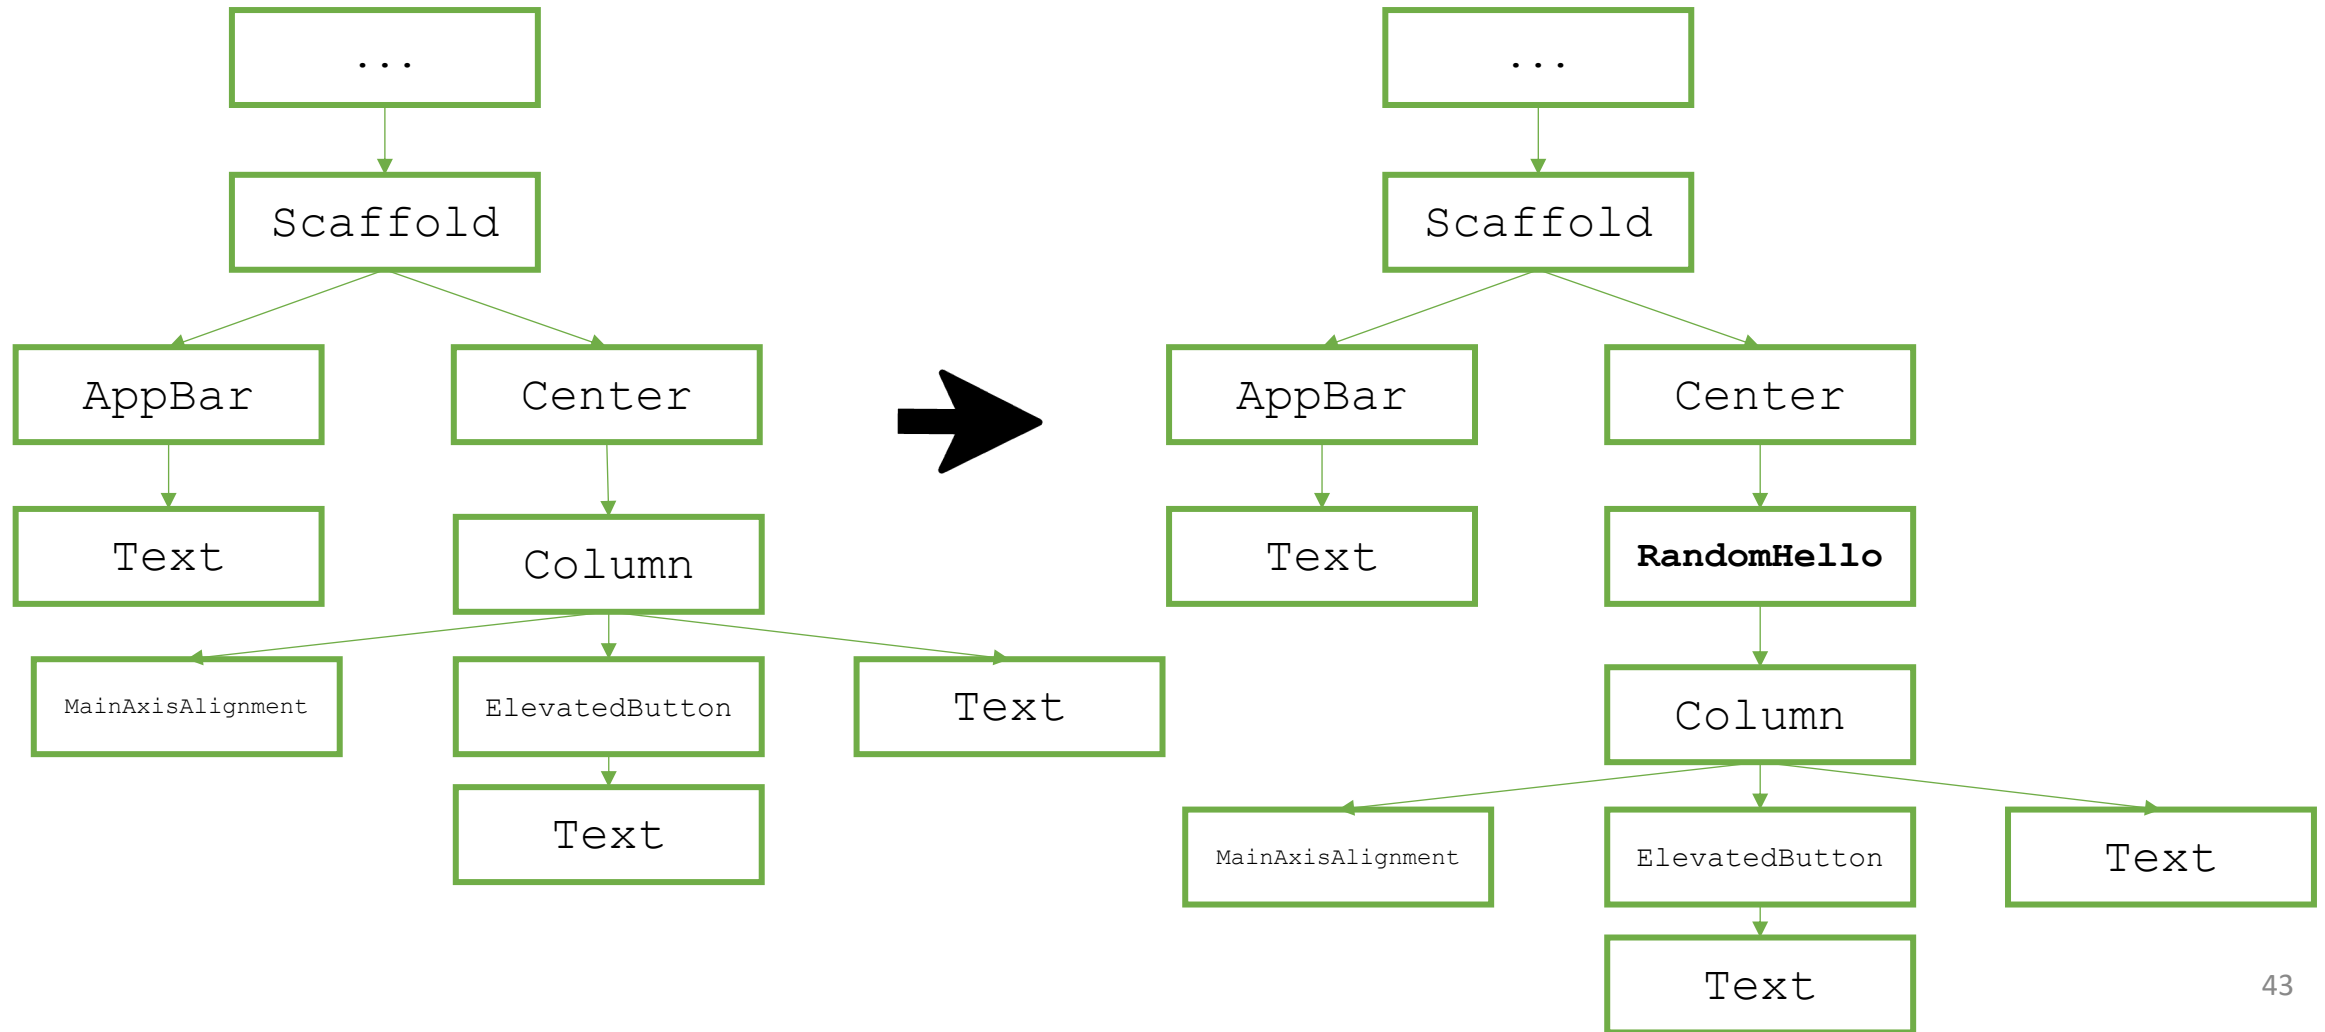 ...
Scaffold
AppBar
Center
Text
Column
MainAxisAlignment
ElevatedButton
Text
Text
...
Scaffold
AppBar
Center
Text
RandomHello
Column
MainAxisAlignment
ElevatedButton
Text
Text
43